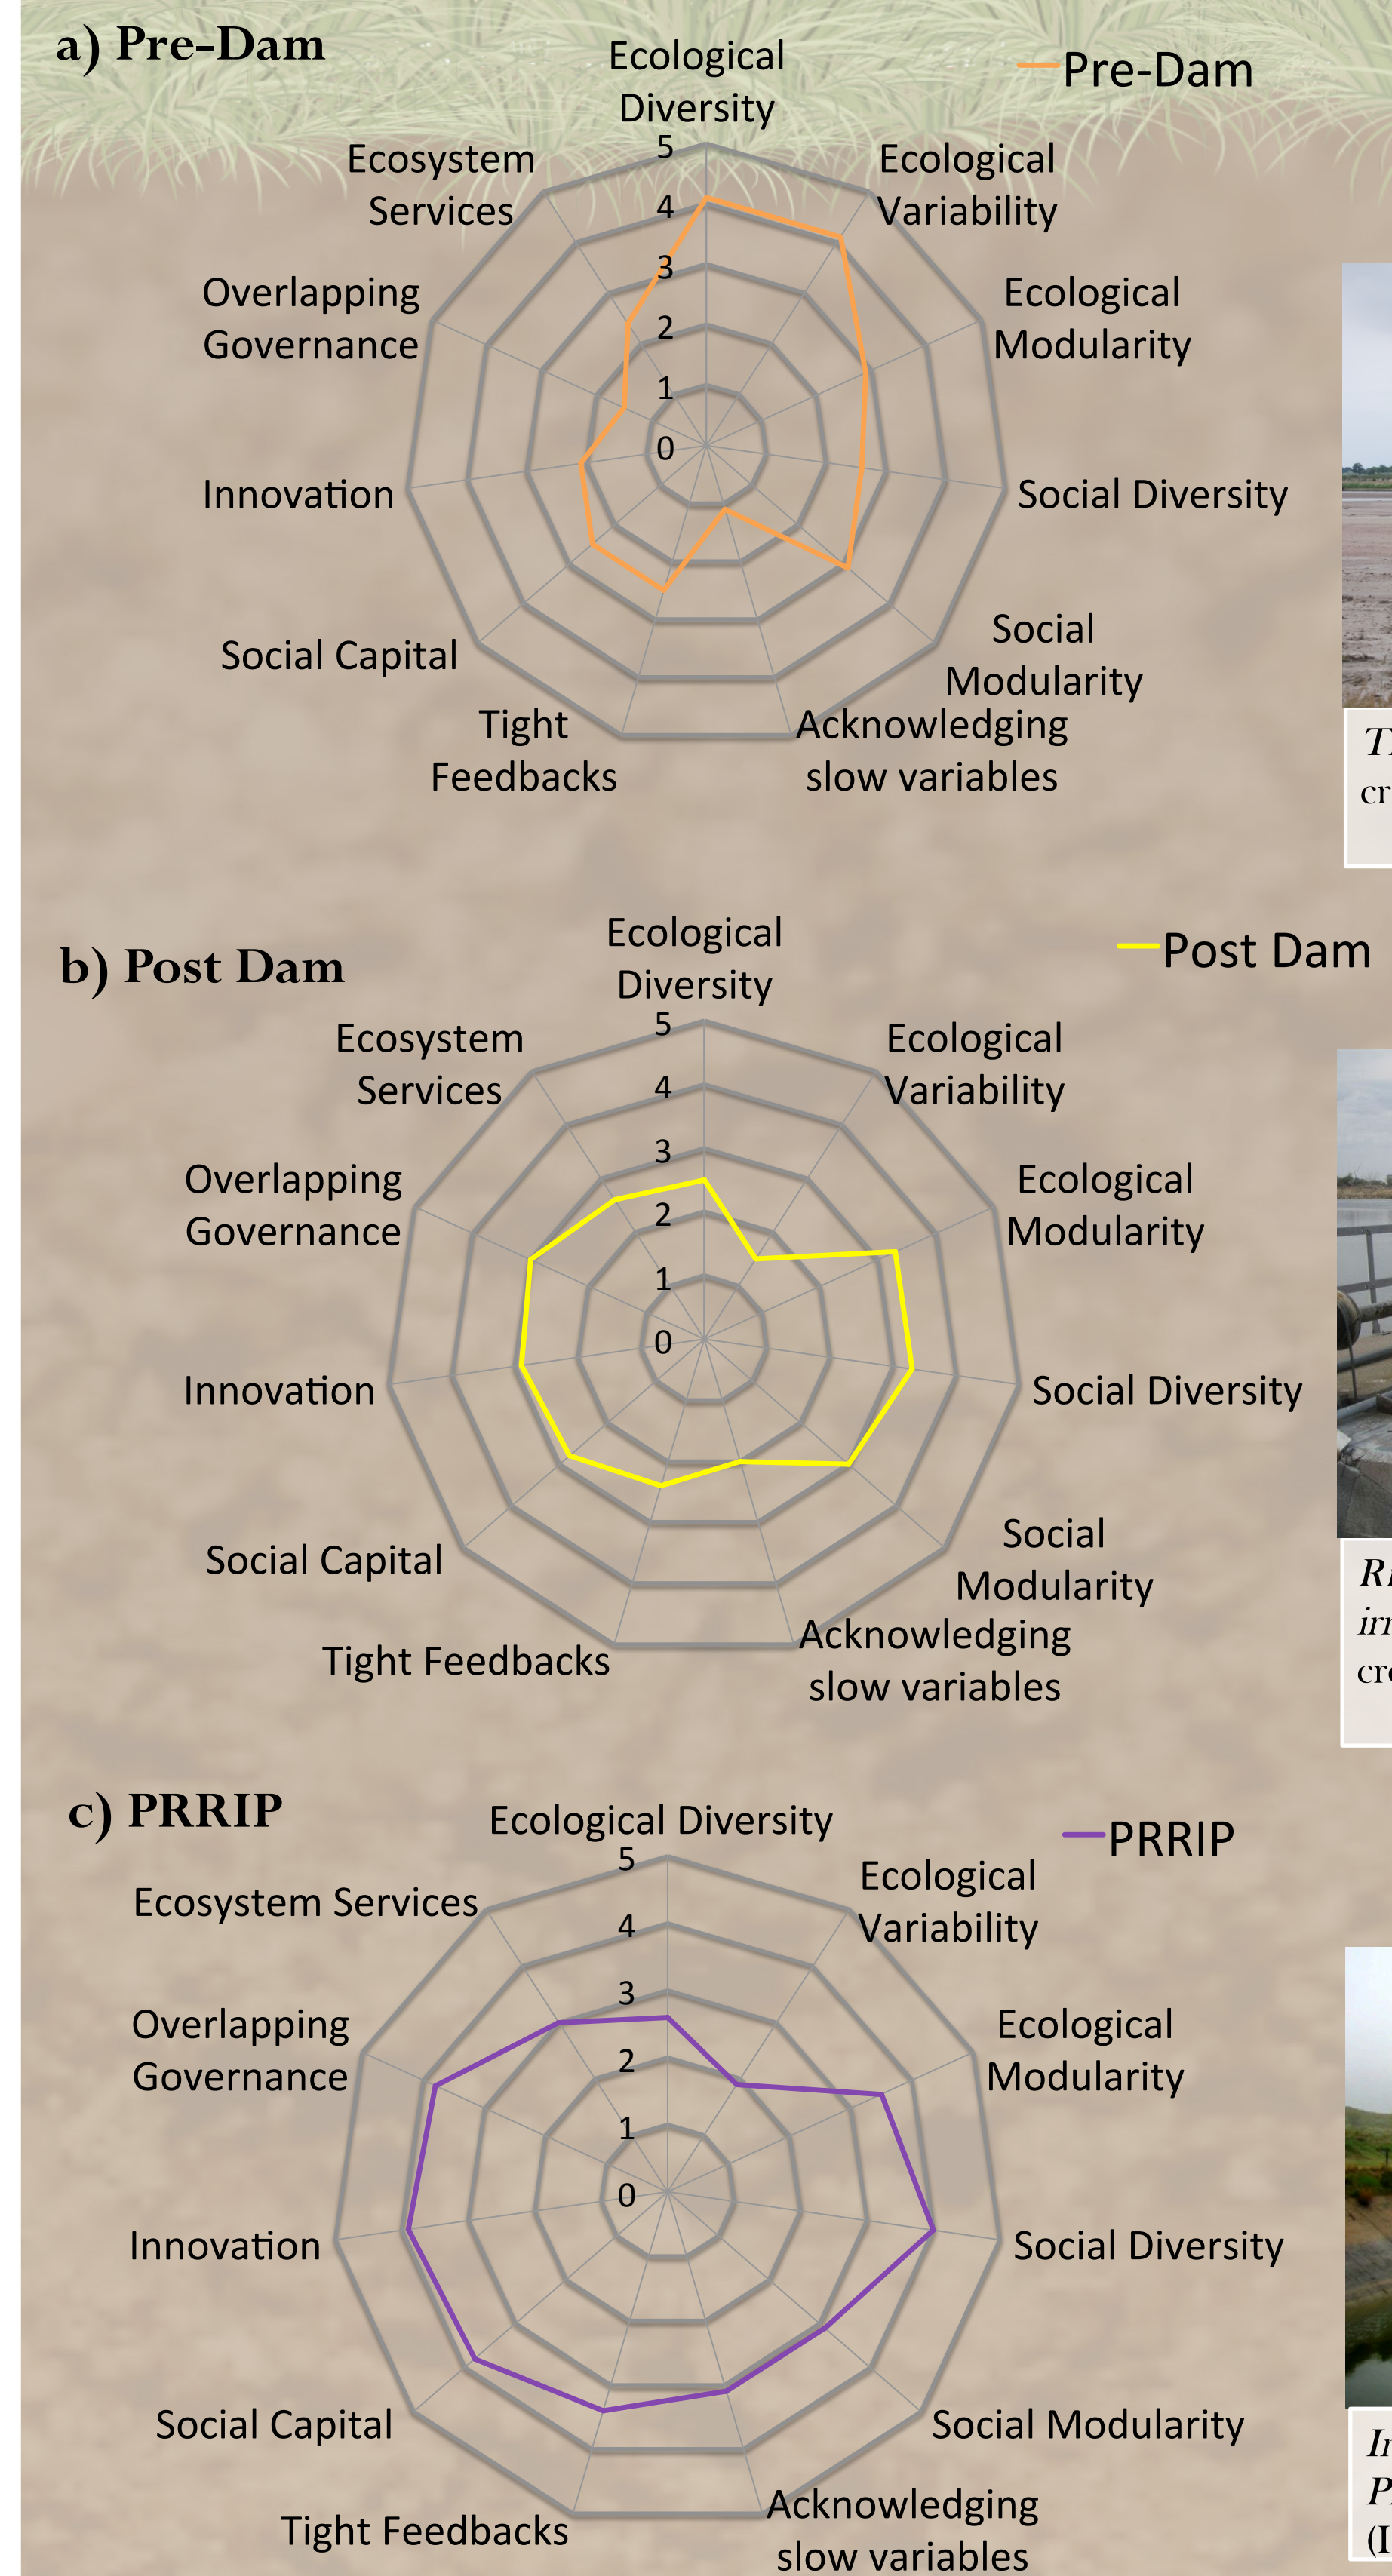 a) Pre-Dam
Pre-Dam
Ecological
Diversity
Ecological
Variability
Ecological
Modularity
Social Diversity
Social
Modularity
Acknowledging
slow variables
Tight
Feedbacks
Social Capital
Innovation
Overlapping
Governance
Ecosystem
Services
5
4
3
2
1
0
b) Post Dam
Post Dam
Ecological
Diversity
Ecological
Variability
Ecological
Modularity
Social Diversity
Social
Modularity
Acknowledging
slow variables
Tight Feedbacks
Social Capital
Innovation
Overlapping
Governance
Ecosystem
Services
5
4
3
2
1
0
c) PRRIP
PRRIP
Ecological Diversity
Ecological
Variability
Ecological
Modularity
Social Diversity
Social Modularity
Acknowledging
slow variables
Tight Feedbacks
Social Capital
Innovation
Overlapping
Governance
Ecosystem Services
5
4
3
2
1
0